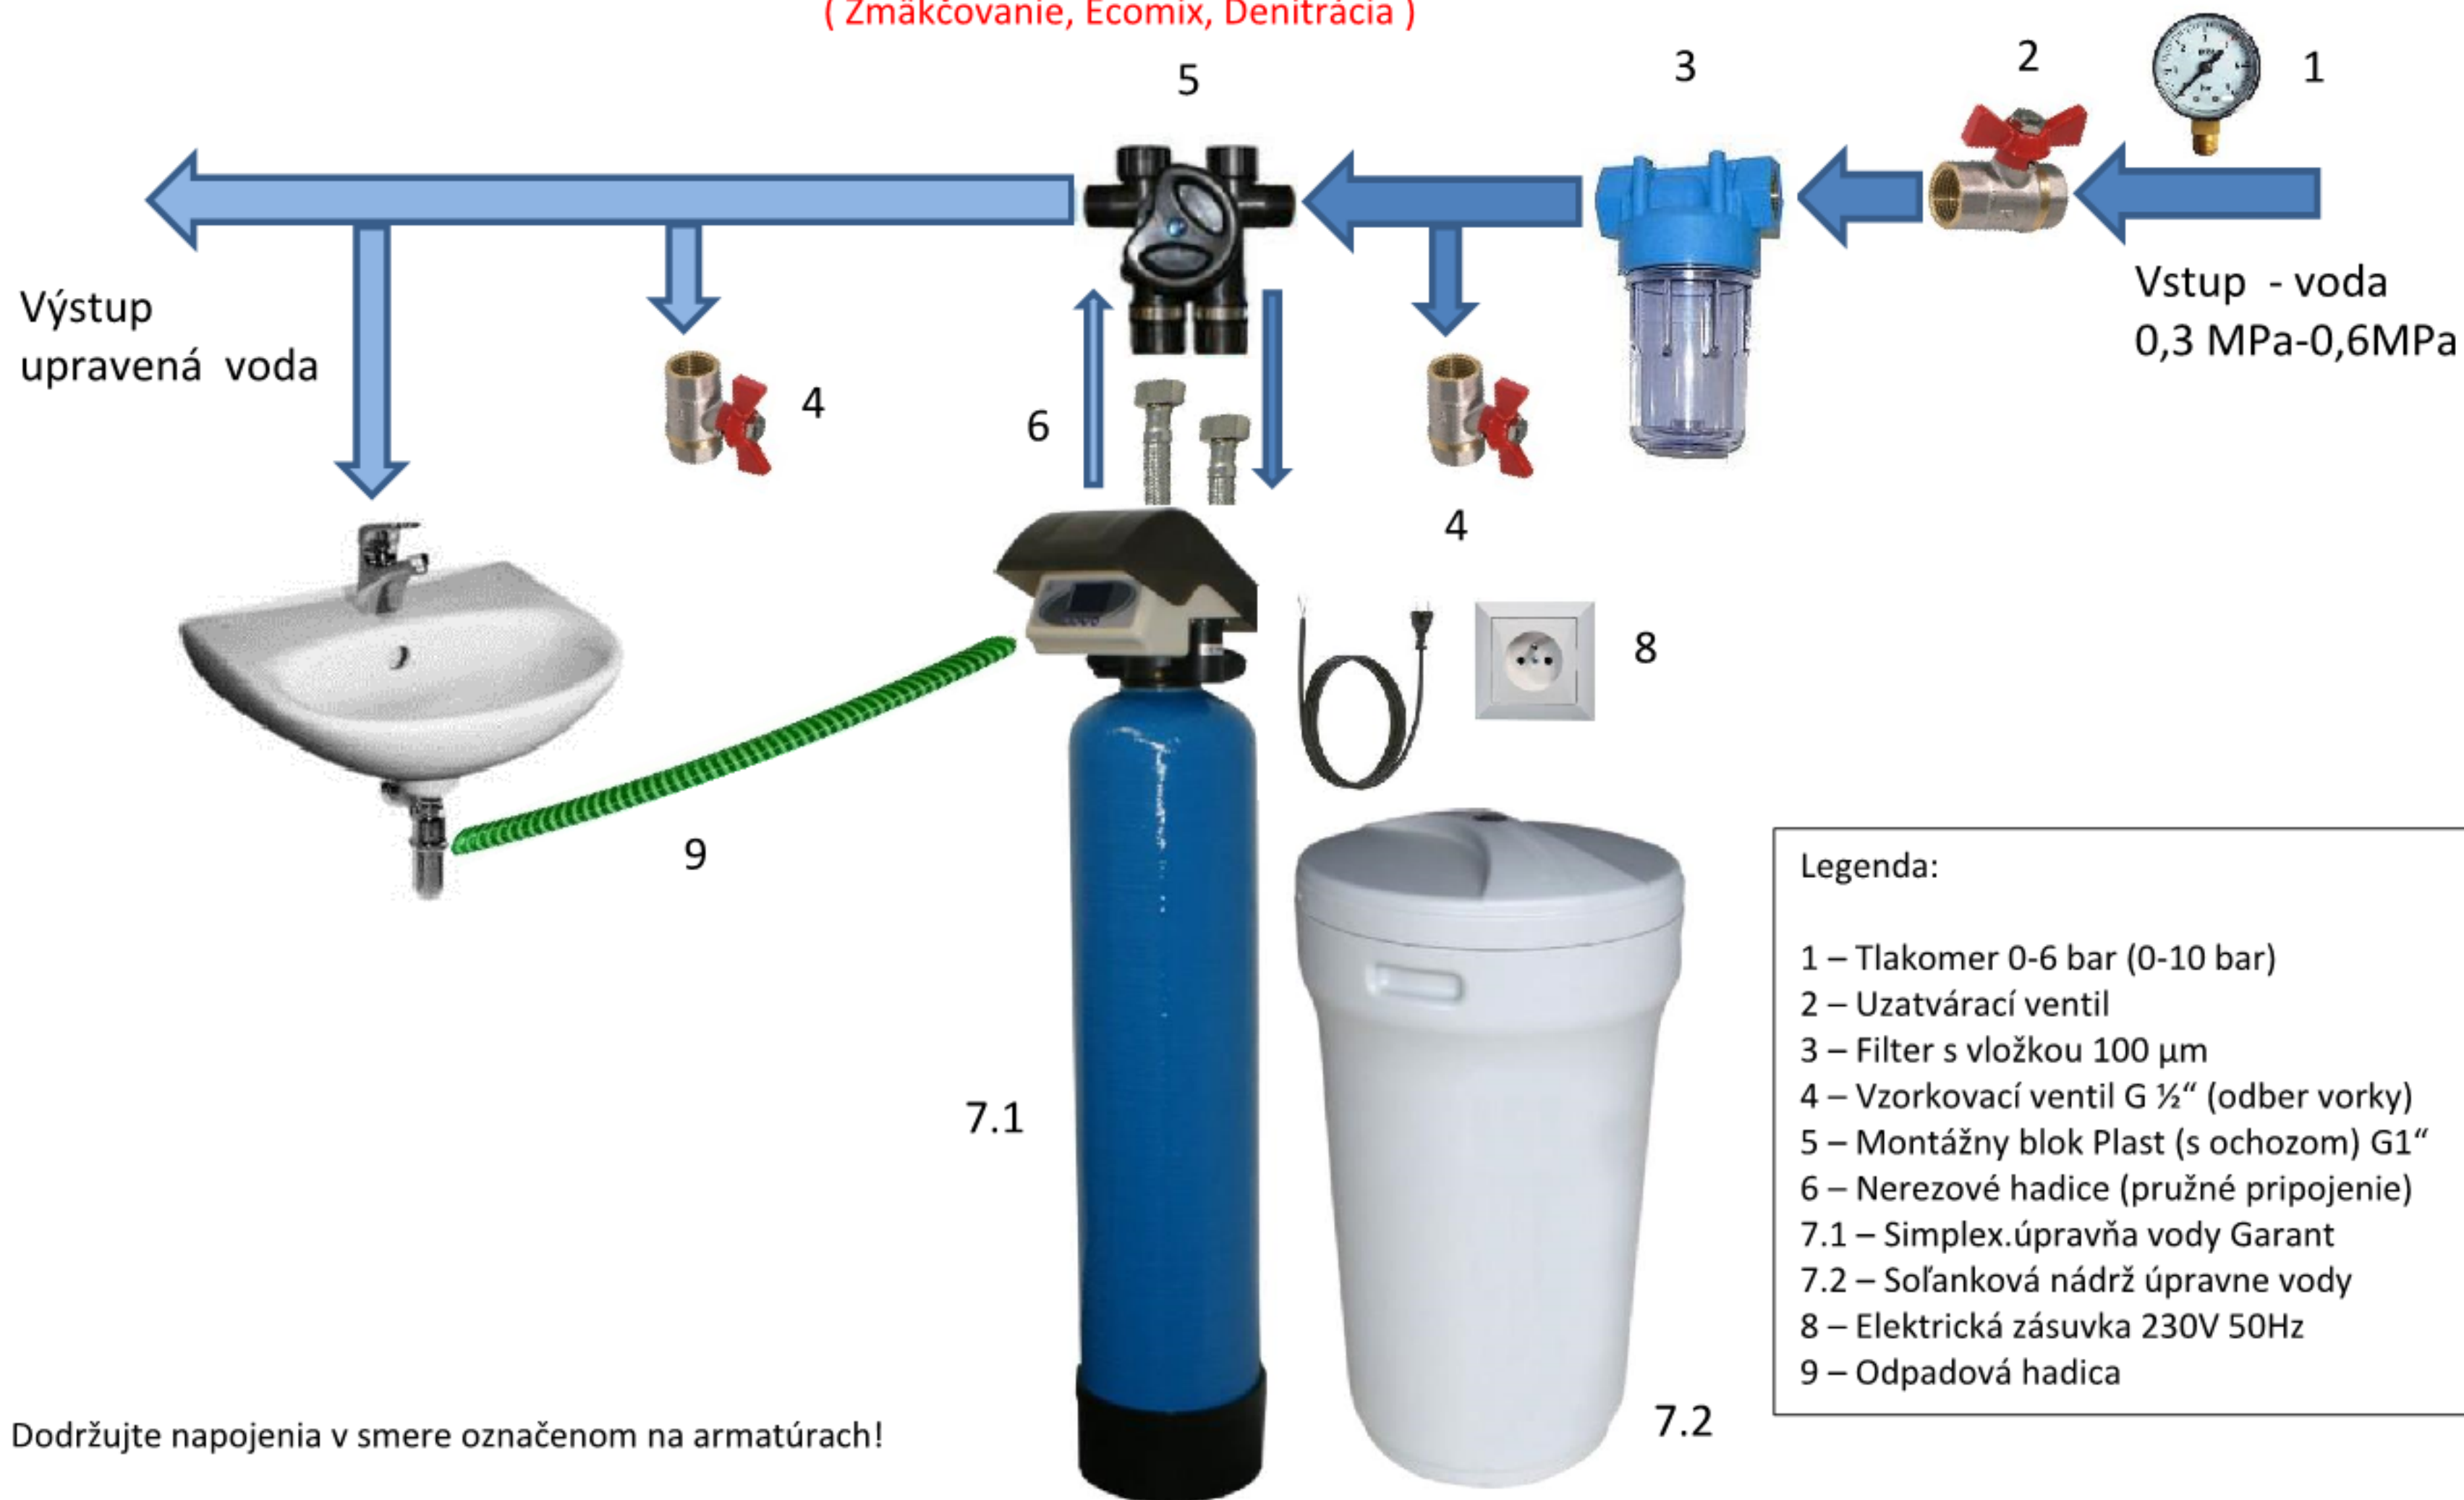 ( Zmäkčovanie, Ecomix, Denitrácia )
5
3
2
1
Výstup
upravená voda
Vstup - voda
0,3 MPa-0,6MPa
4
6
4
8
9
7.1
7.2
Legenda:
1 – Tlakomer 0-6 bar (0-10 bar)
2 – Uzatvárací ventil
3 – Filter s vložkou 100 µm
4 – Vzorkovací ventil G ½“ (odber vorky)
5 – Montážny blok Plast (s ochozom) G1“
6 – Nerezové hadice (pružné pripojenie)
7.1 – Simplex.úpravňa vody Garant
7.2 – Soľanková nádrž úpravne vody
8 – Elektrická zásuvka 230V 50Hz
9 – Odpadová hadica
Dodržujte napojenia v smere označenom na armatúrach!